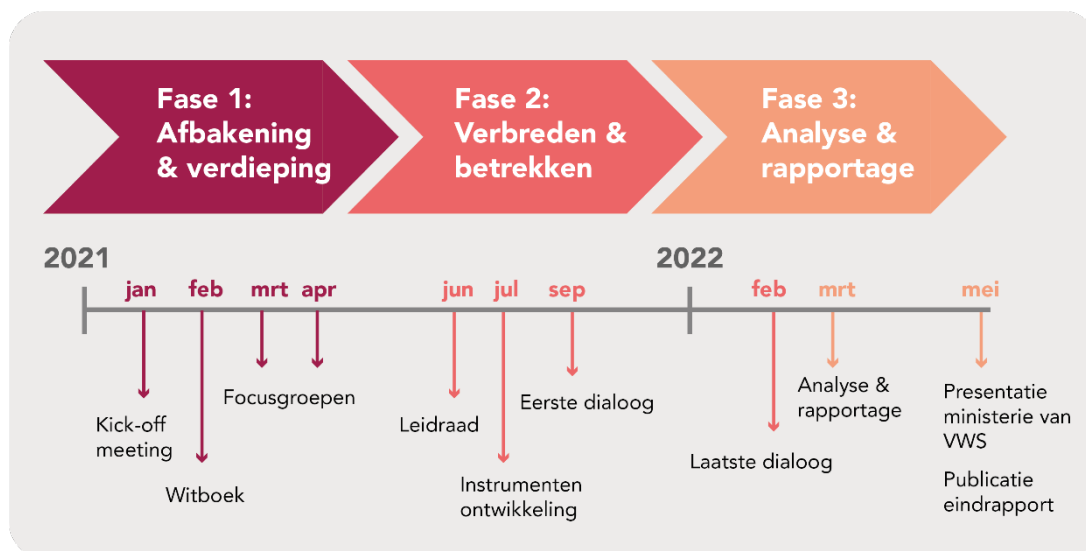 Fase 1:
Afbakening
& verdieping
Fase 2:
Verbreden &
betrekken
Fase 3:
Analyse &
rapportage
2021
2022
jan
feb
mrt
apr
jun
jul
sep
feb
mrt
mei
Kick-off
meeting
Witboek
Focusgroepen
Leidraad
Instrumenten
ontwikkeling
Eerste dialoog
Laatste dialoog
Analyse &
rapportage
Presentatie
ministerie van
VWS
Publicatie
eindrapport